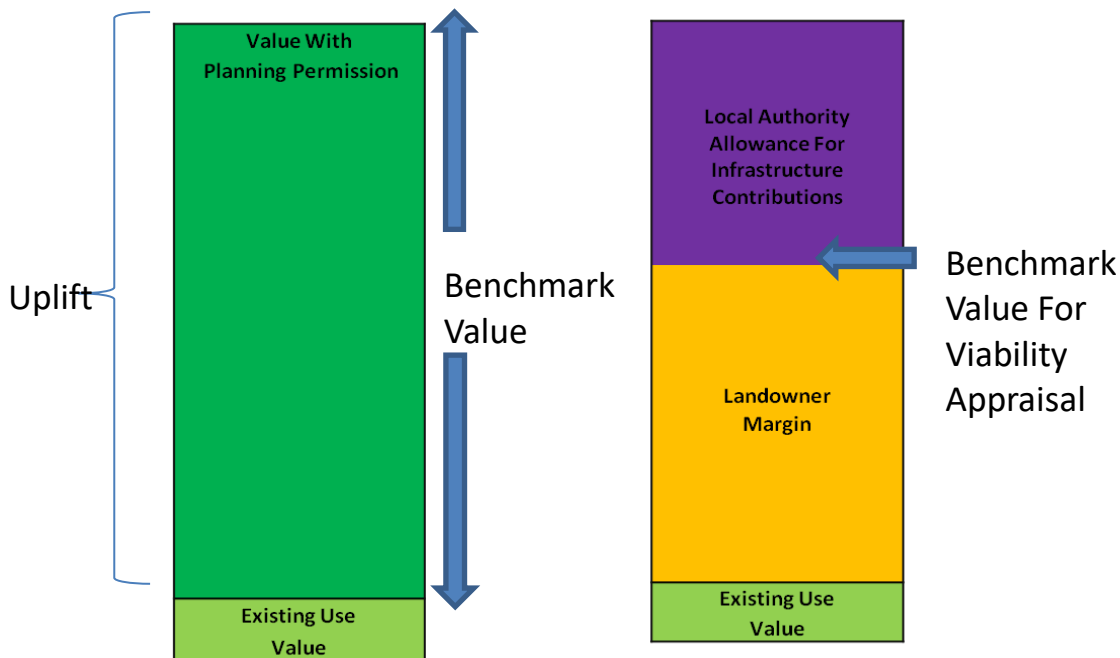 Value With
Planning Permission
Uplift
Benchmark
Value
Existing Use
Value
Local Authority
Allowance For
Infrastructure
Contributions
Benchmark
Value For
Viability
Appraisal
Landowner
Margin
Existing Use
Value